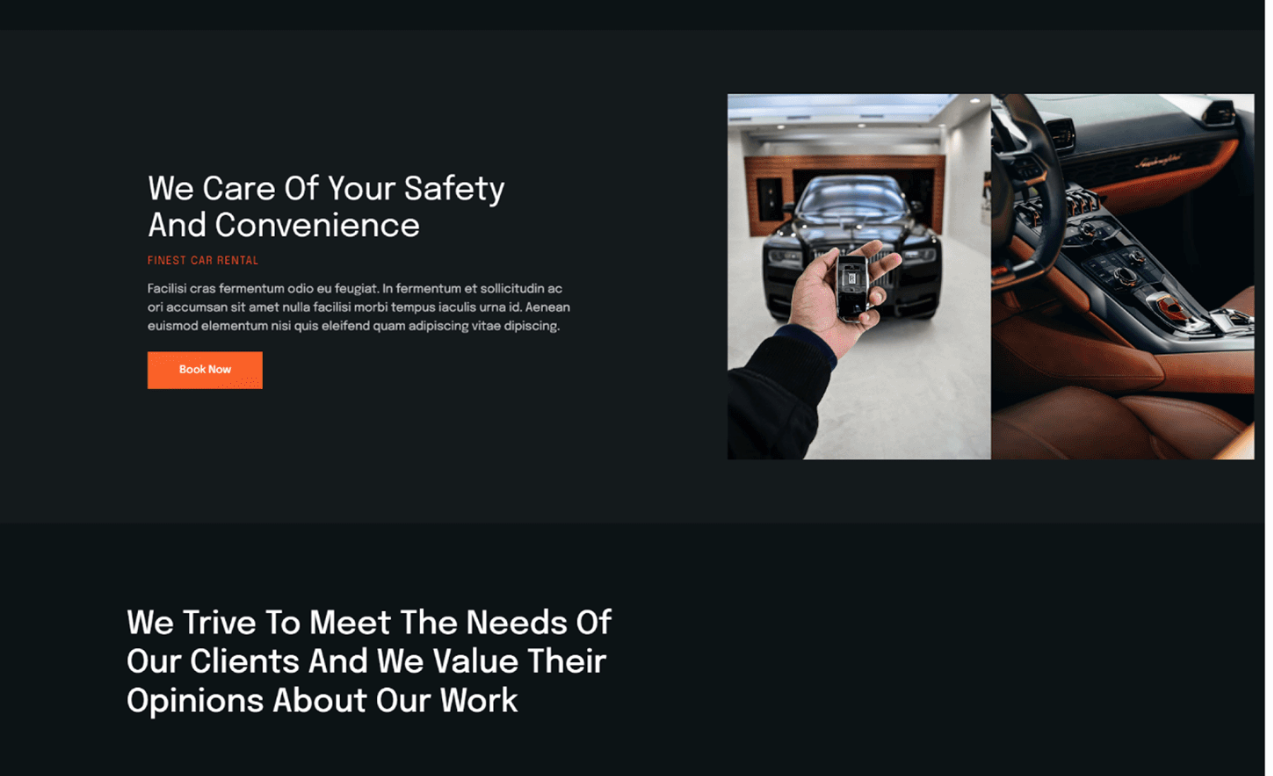 We Care Of Your Safety
And Convenience
FINEST CAR RENTAL
Facilisi cras fermentum odio eu feugiat. In fermentum et sollicitudin ac
ori accumsan sit amet nulla facilisi morbi tempus iaculis urna id. Aenean
euismod elementum nisi quis eleifend quam adipiscing vitae dipiscing.
Book Now
We Trive To Meet The Needs Of
Our Clients And We Value Their
Opinions About Our Work